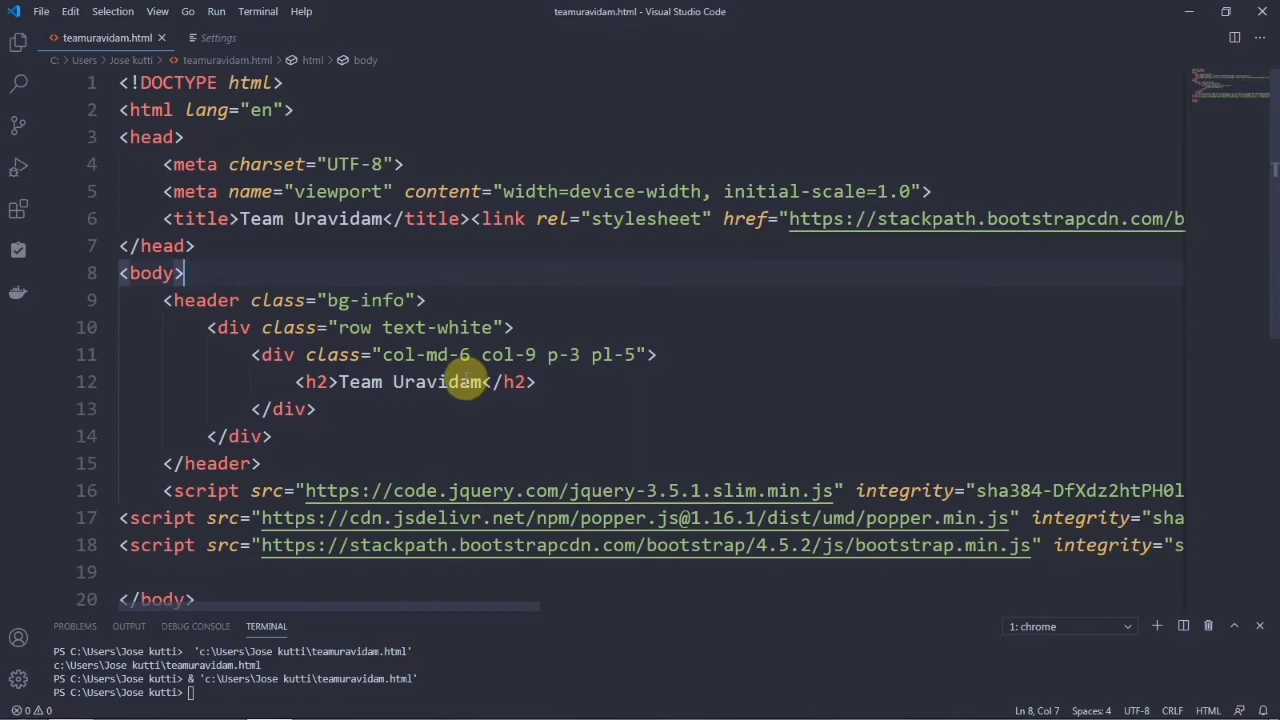 File Edit Selection View Go Run Terminal Help teamuravidam.html - Visual Studio Code
teamuravidam.html Settings
C: > Users > Jose kutti > teamuravidam.html > html > body
1 <!DOCTYPE html>
2 <html lang="en">
3 <head>
4 <meta charset="UTF-8">
5 <meta name="viewport" content="width=device-width, initial-scale=1.0">
6 <title>Team Uravidam</title><link rel="stylesheet" href="https://stackpath.bootstrapcdn.com/b
7 </head>
8 <body>
9 <header class="bg-info">
10 <div class="row text-white">
11 <div class="col-md-6 col-9 p-3 pl-5">
12 <h2>Team Uravidam</h2>
13 </div>
14 </div>
15 </header>
16 <script src="https://code.jquery.com/jquery-3.5.1.slim.min.js" integrity="sha384-DfXdz2htPH0l
17 <script src="https://cdn.jsdelivr.net/npm/popper.js@1.16.1/dist/umd/popper.min.js" integrity="sha
18 <script src="https://stackpath.bootstrapcdn.com/bootstrap/4.5.2/js/bootstrap.min.js" integrity="s
19
20 </body>
PROBLEMS OUTPUT DEBUG CONSOLE TERMINAL 1: chrome
PS C:\Users\Jose kutti> 'c:\Users\Jose kutti\teamuravidam.html'
c:\Users\Jose kutti\teamuravidam.html
PS C:\Users\Jose kutti> & 'c:\Users\Jose kutti\teamuravidam.html'
PS C:\Users\Jose kutti>
0 0 Ln 8, Col 7 Spaces: 4 UTF-8 CRLF HTML